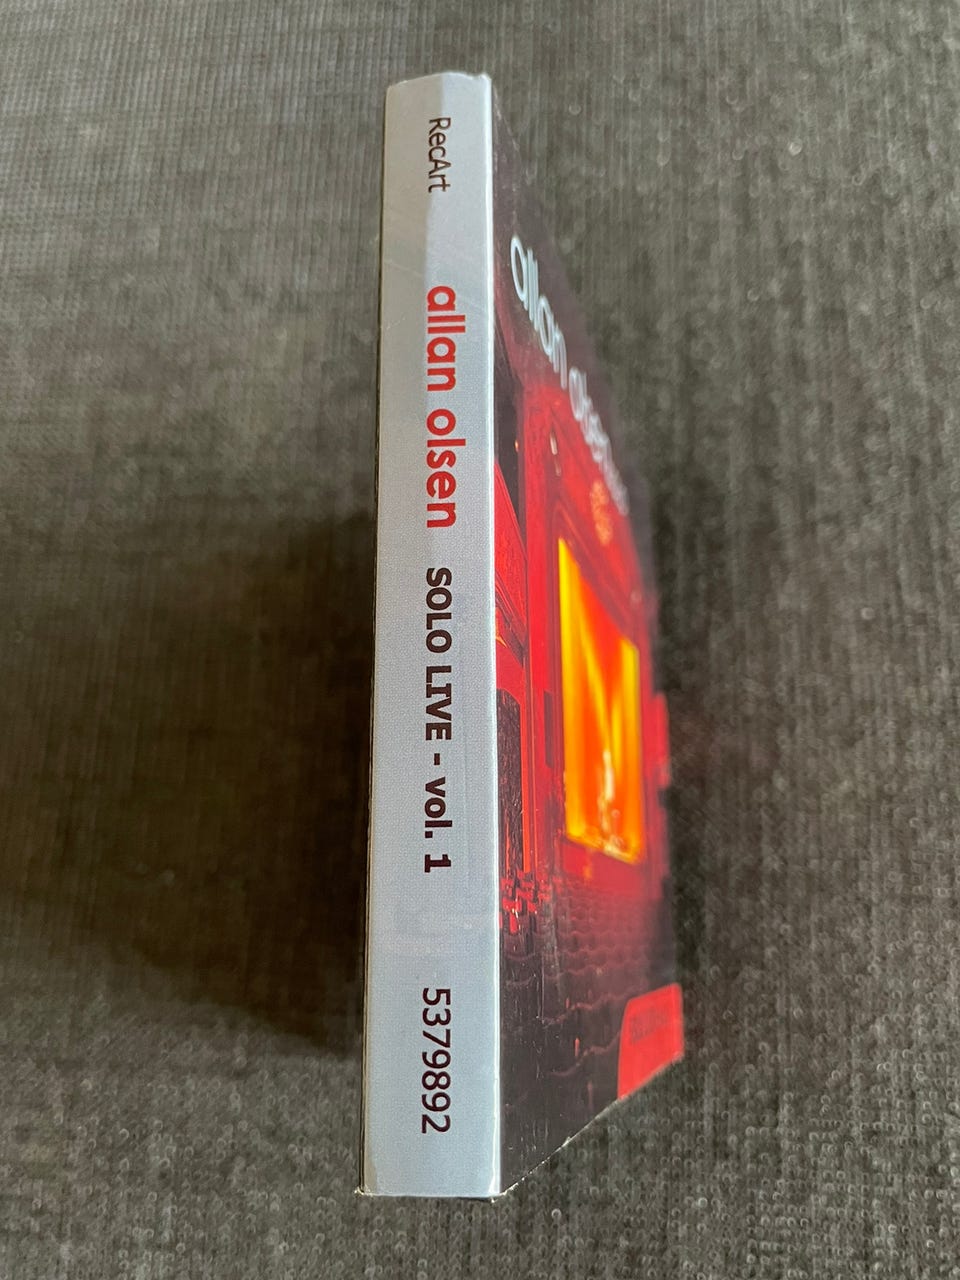 RecArt allan olsen SOLO LIVE - vol. 1 5379892
allan olsen